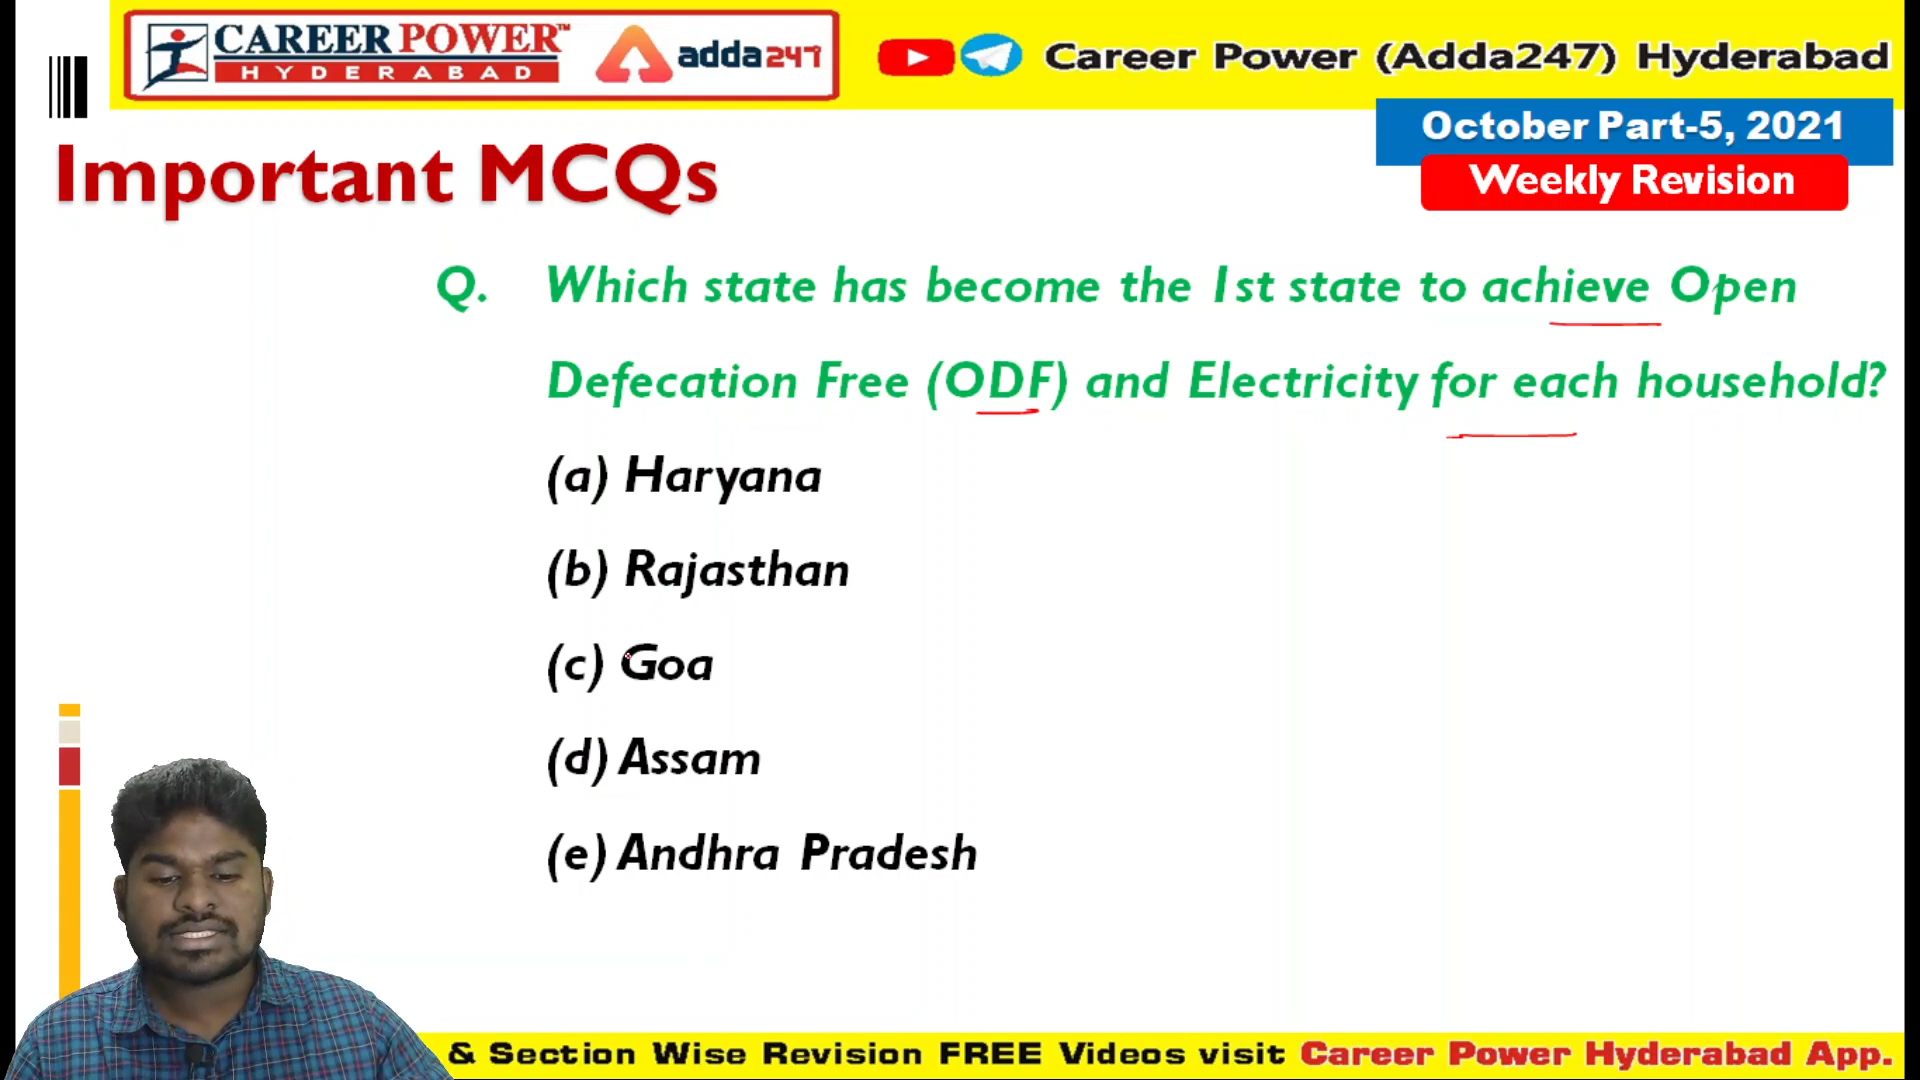 CAREER POWER™
HYDERABAD
adda247
Career Power (Adda247) Hyderabad
October Part-5, 2021
Weekly Revision
Important MCQs
Q. Which state has become the 1st state to achieve Open
Defecation Free (ODF) and Electricity for each household?
(a) Haryana
(b) Rajasthan
(c) Goa
(d) Assam
(e) Andhra Pradesh
& Section Wise Revision FREE Videos visit Career Power Hyderabad App.